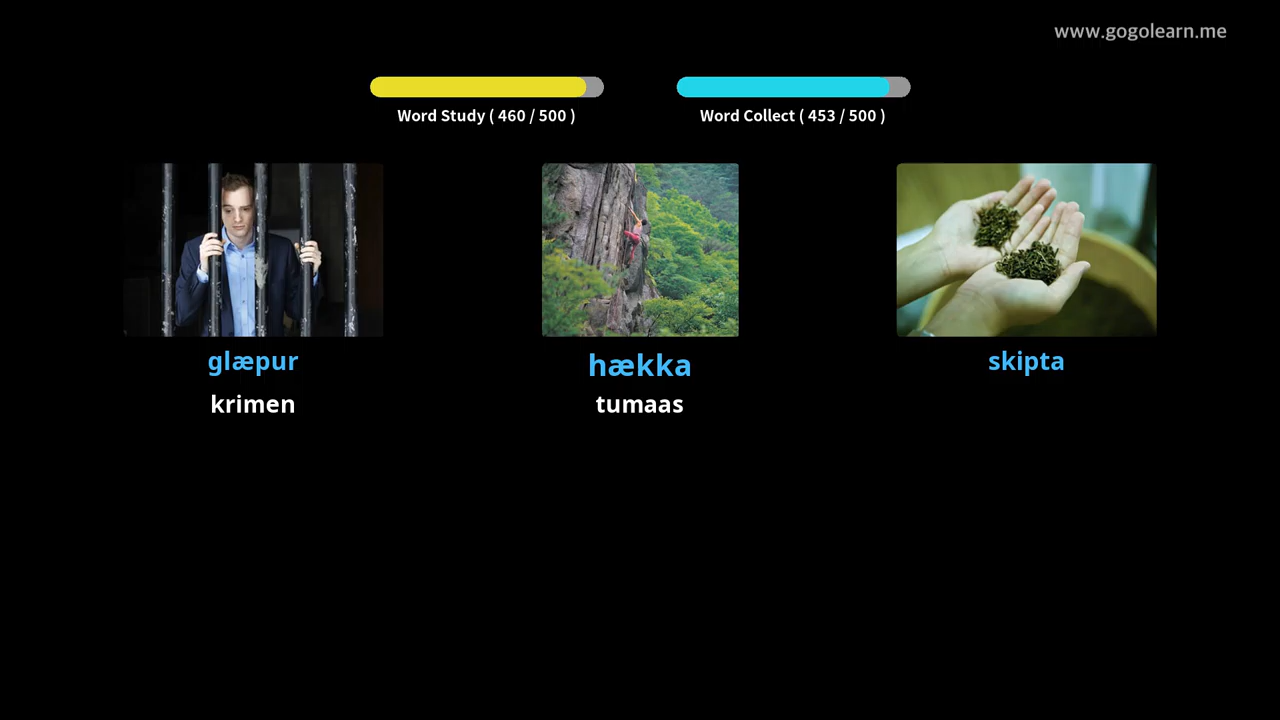 www.gogolearn.me
Word Study ( 460 / 500 )
Word Collect ( 453 / 500 )
glæpur
hækka
skipta
krimen
tumaas